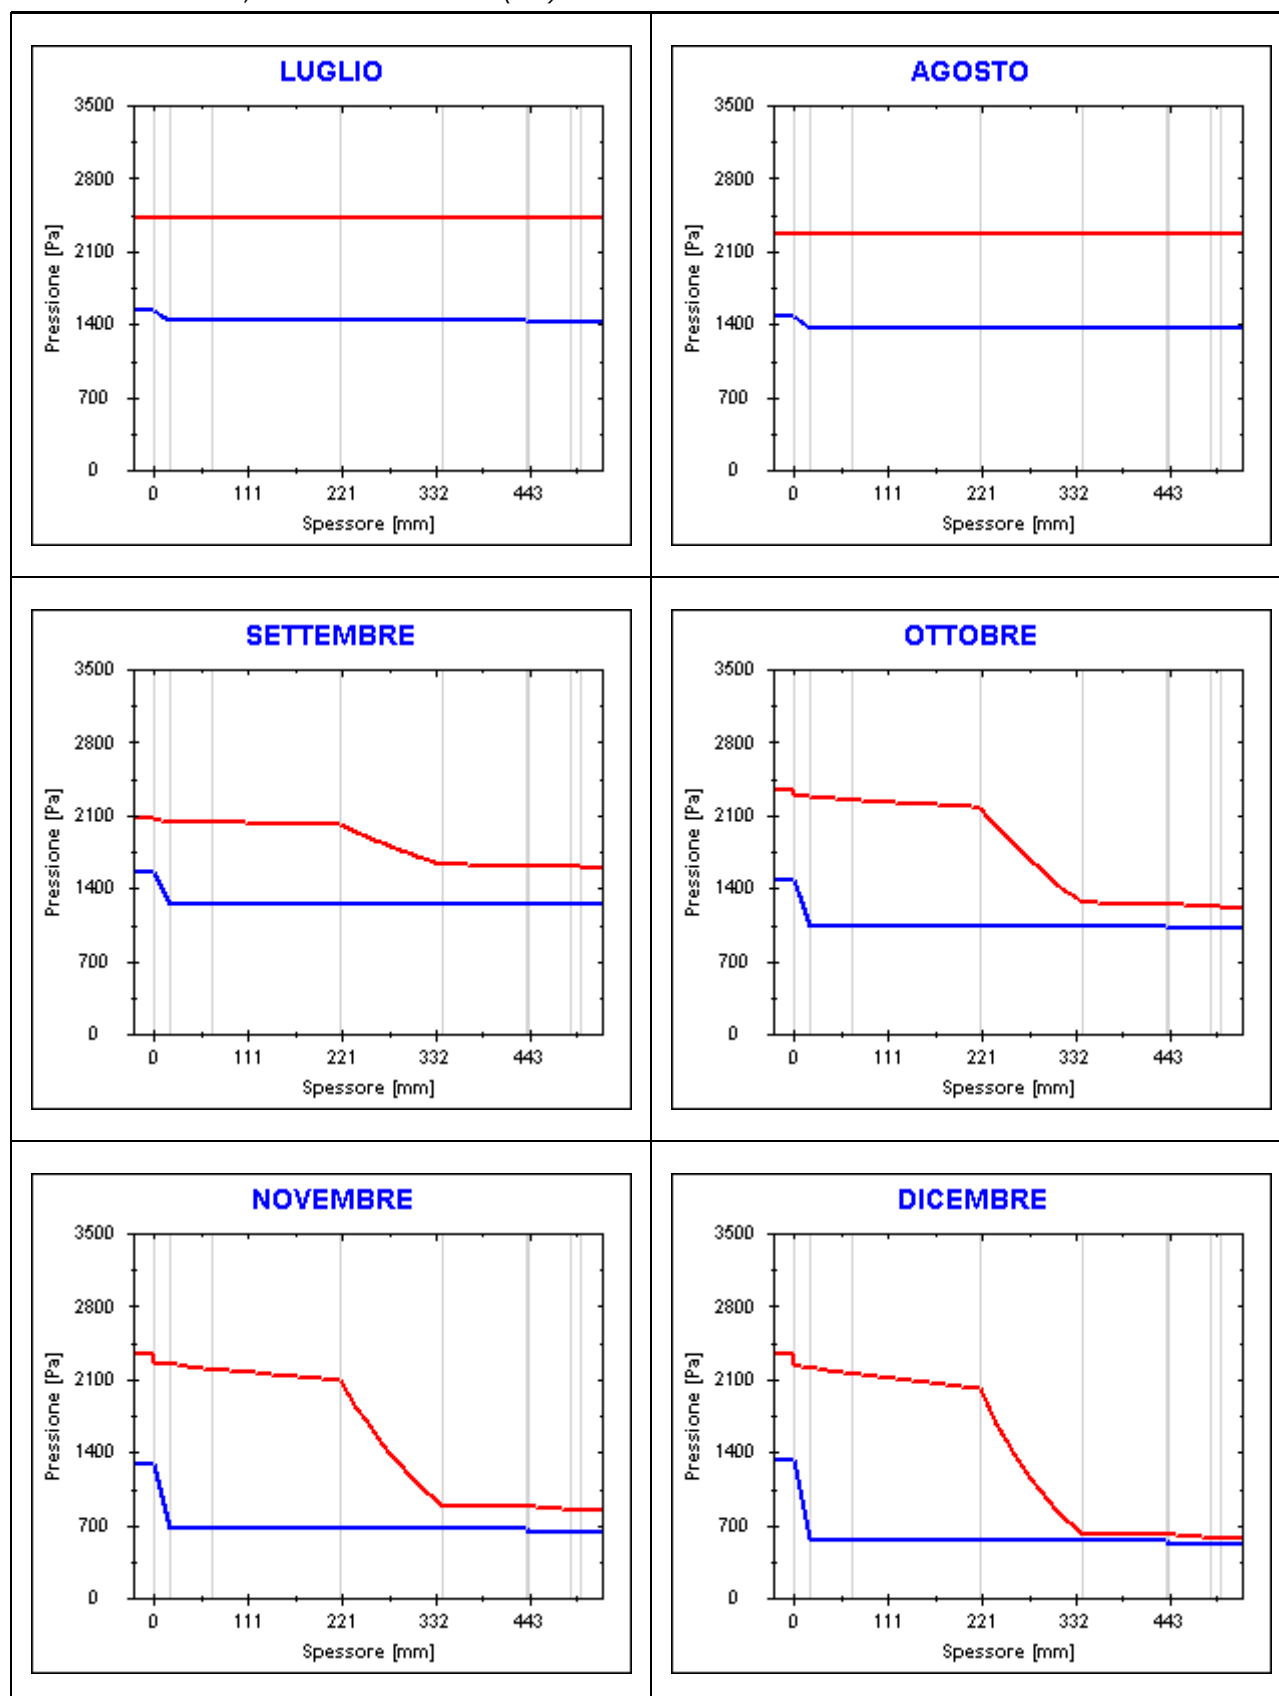 LUGLIO
3500
2800
2100
1400
700
0
Pressione [Pa]
0 111 221 332 443
Spessore [mm]
AGOSTO
3500
2800
2100
1400
700
0
Pressione [Pa]
0 111 221 332 443
Spessore [mm]
SETTEMBRE
3500
2800
2100
1400
700
0
Pressione [Pa]
0 111 221 332 443
Spessore [mm]
OTTOBRE
3500
2800
2100
1400
700
0
Pressione [Pa]
0 111 221 332 443
Spessore [mm]
NOVEMBRE
3500
2800
2100
1400
700
0
Pressione [Pa]
0 111 221 332 443
Spessore [mm]
DICEMBRE
3500
2800
2100
1400
700
0
Pressione [Pa]
0 111 221 332 443
Spessore [mm]